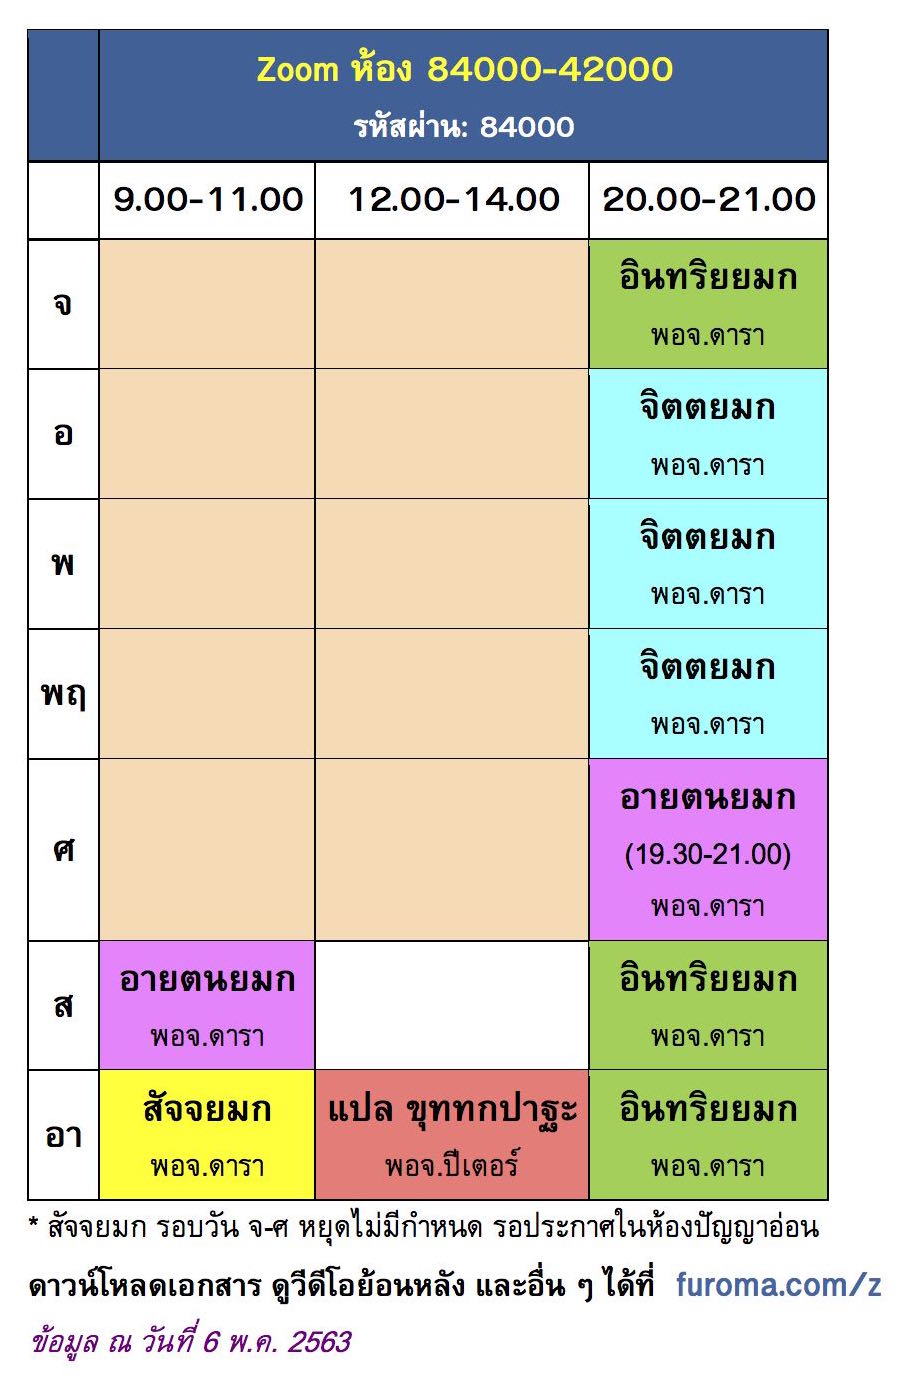 Zoom ห้อง 84000-42000
รหัสผ่าน: 84000
9.00-11.00 12.00-14.00 20.00-21.00
จ
อินทริยยมก
พอจ.ดารา
อ
จิตตยมก
พอจ.ดารา
พ
จิตตยมก
พอจ.ดารา
พฤ
จิตตยมก
พอจ.ดารา
ศ
อายตนยมก
(19.30-21.00)
พอจ.ดารา
ส
อายตนยมก
พอจ.ดารา
อินทริยยมก
พอจ.ดารา
อา
สัจจยมก
พอจ.ดารา
แปล ขุททกปาฐะ
พอจ.ปีเตอร์
อินทริยยมก
พอจ.ดารา
* สัจจยมก รอบวัน จ-ศ หยุดไม่มีกำหนด รอประกาศในห้องปัญญาอ่อน
ดาวน์โหลดเอกสาร ดูวีดีโอย้อนหลัง และอื่น ๆ ได้ที่ furoma.com/z
ข้อมูล ณ วันที่ 6 พ.ค. 2563